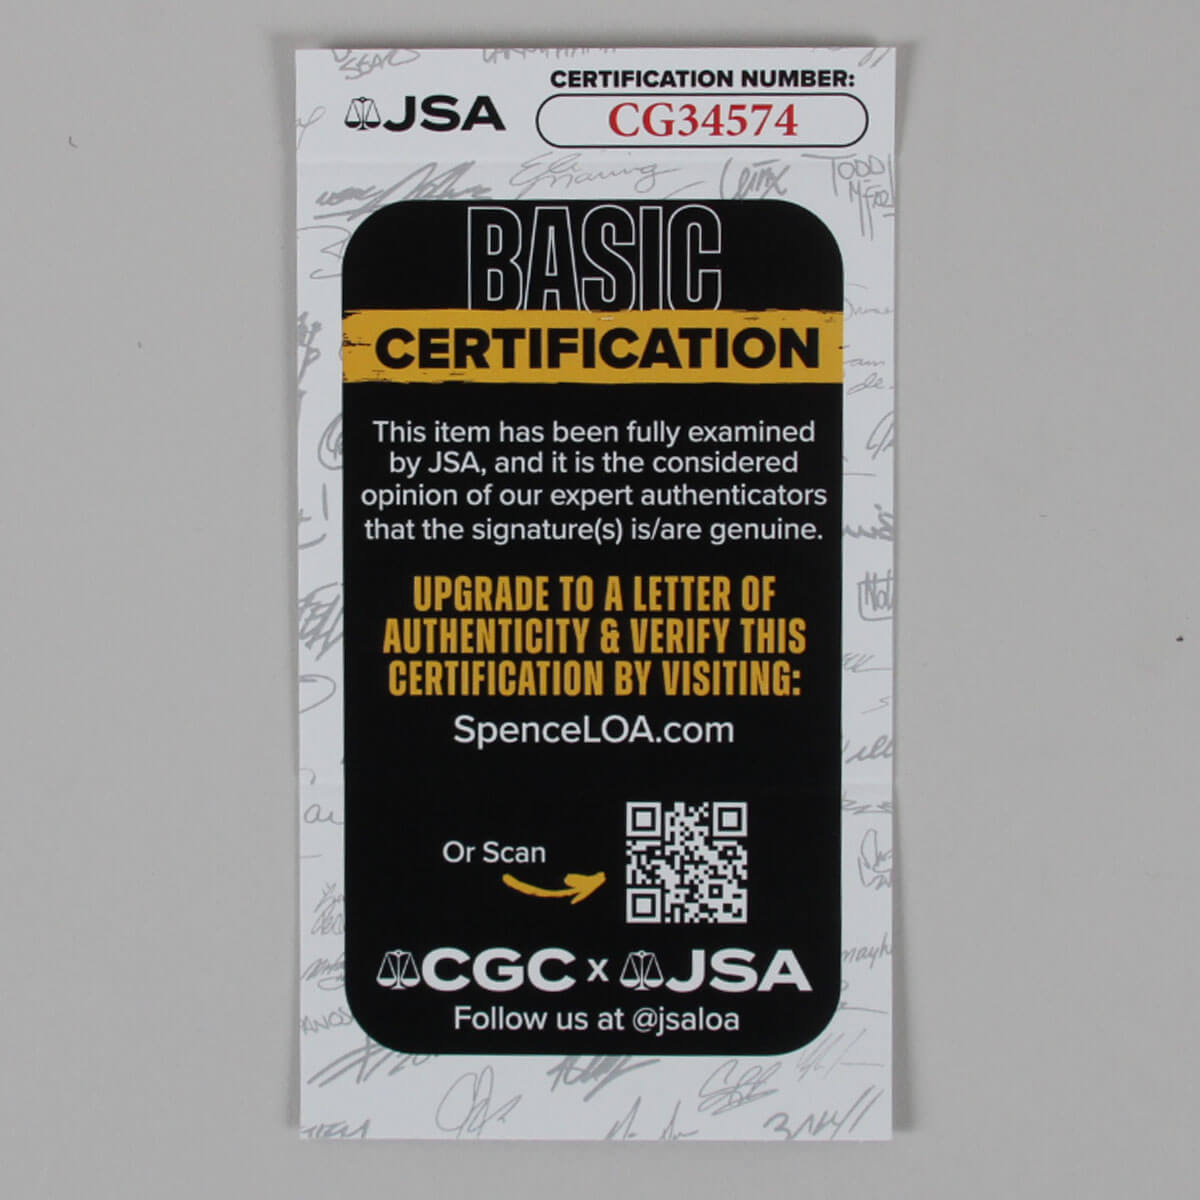 JSA
CERTIFICATION NUMBER:
CG34574
BASIC
CERTIFICATION
This item has been fully examined
by JSA, and it is the considered
opinion of our expert authenticators
that the signature(s) is/are genuine.
UPGRADE TO A LETTER OF
AUTHENTICITY & VERIFY THIS
CERTIFICATION BY VISITING:
SpenceLOA.com
Or Scan
CGC x JSA
Follow us at @jsaloa